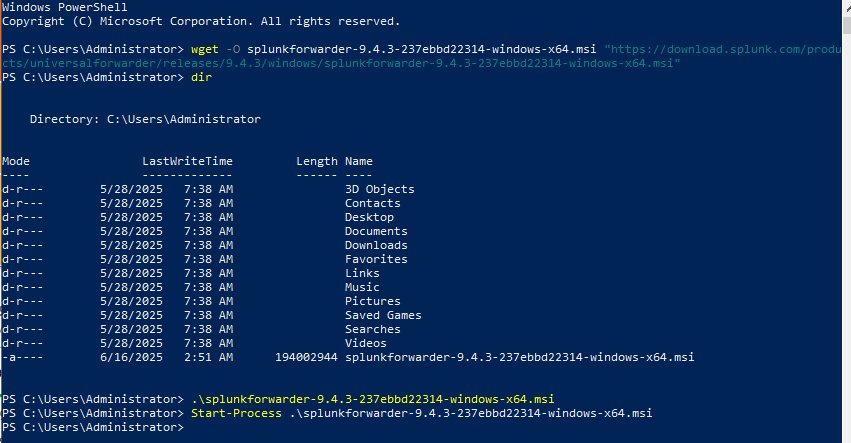 Windows PowerShell
Copyright (C) Microsoft Corporation. All rights reserved.
PS C:\Users\Administrator> wget -O splunkforwarder-9.4.3-237ebbd22314-windows-x64.msi "https://download.splunk.com/produ
cts/universalforwarder/releases/9.4.3/windows/splunkforwarder-9.4.3-237ebbd22314-windows-x64.msi"
PS C:\Users\Administrator> dir
Directory: C:\Users\Administrator
Mode                LastWriteTime         Length Name
----                -------------         ------ ----
d-r---        5/28/2025   7:38 AM                3D Objects
d-r---        5/28/2025   7:38 AM                Contacts
d-r---        5/28/2025   7:38 AM                Desktop
d-r---        5/28/2025   7:38 AM                Documents
d-r---        5/28/2025   7:38 AM                Downloads
d-r---        5/28/2025   7:38 AM                Favorites
d-r---        5/28/2025   7:38 AM                Links
d-r---        5/28/2025   7:38 AM                Music
d-r---        5/28/2025   7:38 AM                Pictures
d-r---        5/28/2025   7:38 AM                Saved Games
d-r---        5/28/2025   7:38 AM                Searches
d-r---        5/28/2025   7:38 AM                Videos
-a----        6/16/2025   2:51 AM      194002944 splunkforwarder-9.4.3-237ebbd22314-windows-x64.msi
PS C:\Users\Administrator> .\splunkforwarder-9.4.3-237ebbd22314-windows-x64.msi
PS C:\Users\Administrator> Start-Process .\splunkforwarder-9.4.3-237ebbd22314-windows-x64.msi
PS C:\Users\Administrator>